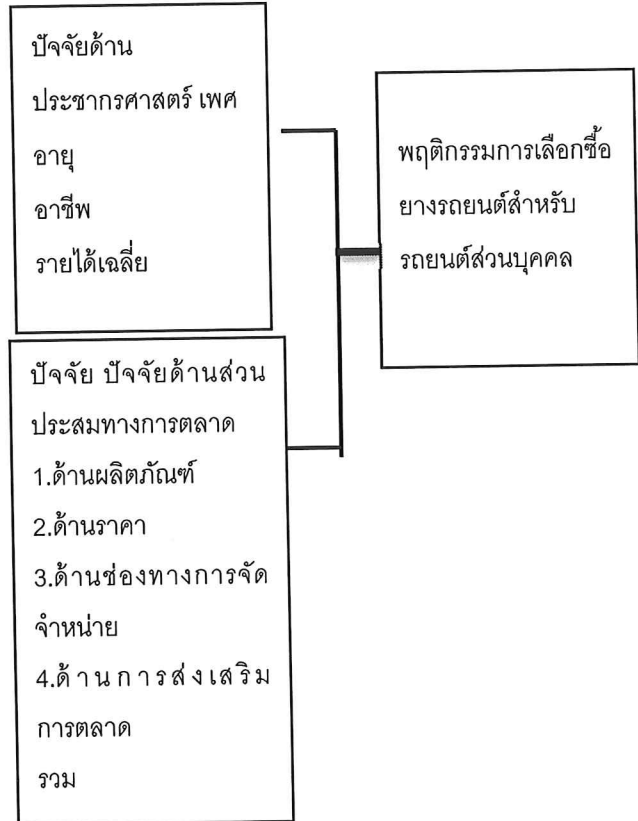 ปัจจัยด้าน
ประชากรศาสตร์ เพศ
อายุ
อาชีพ
รายได้เฉลี่ย
พฤติกรรมการเลือกซื้อ
ยางรถยนต์สำหรับ
รถยนต์ส่วนบุคคล
ปัจจัย ปัจจัยด้านส่วน
ประสมทางการตลาด
1.ด้านผลิตภัณฑ์
2.ด้านราคา
3.ด้านช่องทางการจัด
จำหน่าย
4.ด้านการส่งเสริม
การตลาด
รวม